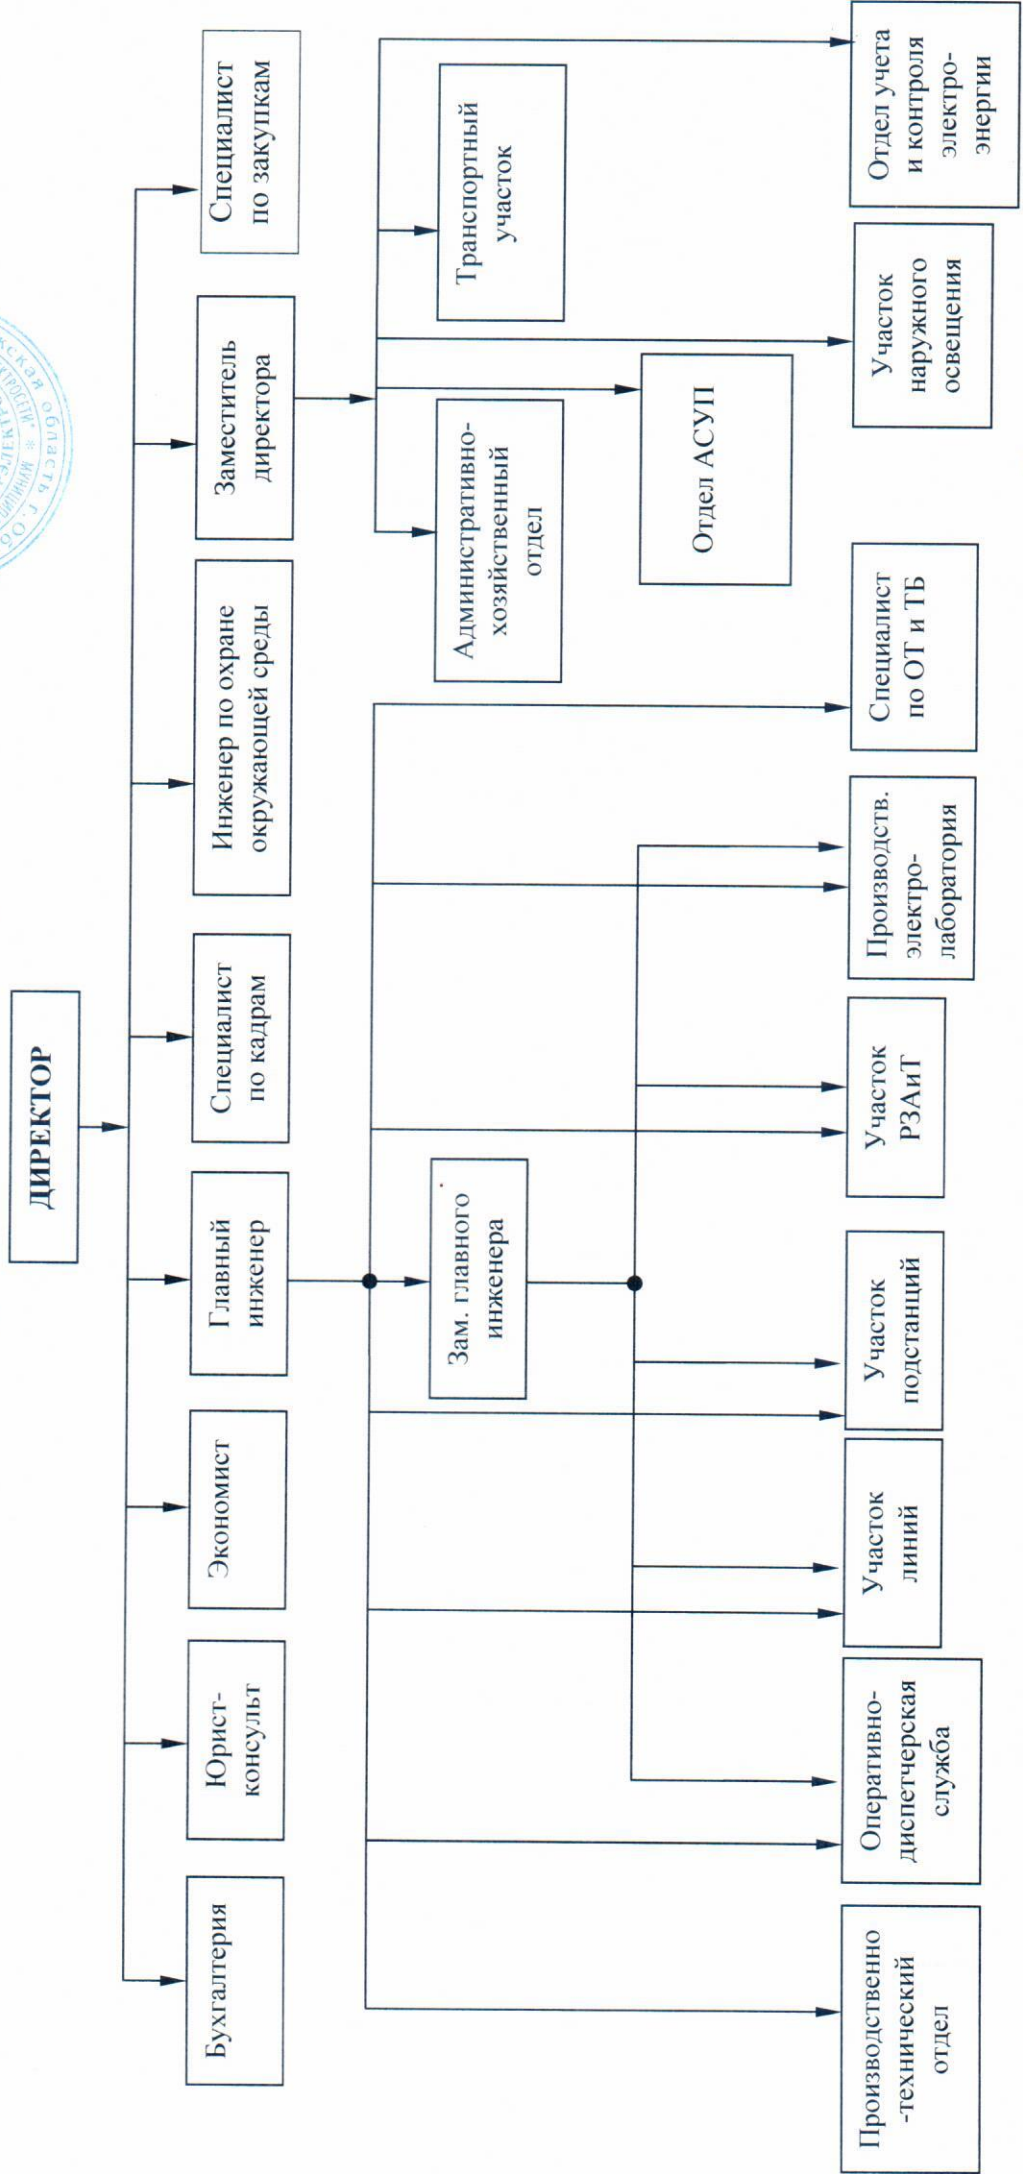 ДИРЕКТОР
Бухгалтерия
Юрист-
консульт
Экономист
Главный
инженер
Специалист
по кадрам
Инженер по охране
окружающей среды
Заместитель
директора
Специалист
по закупкам
Зам. главного
инженера
Административно-
хозяйственный
отдел
Транспортный
участок
Отдел АСУП
Производственно
-технический
отдел
Оперативно-
диспетчерская
служба
Участок
линий
Участок
подстанций
Участок
РЗАиТ
Производств.
электро-
лаборатория
Специалист
по ОТ и ТБ
Участок
наружного
освещения
Отдел учета
и контроля
электро-
энергии
область г.